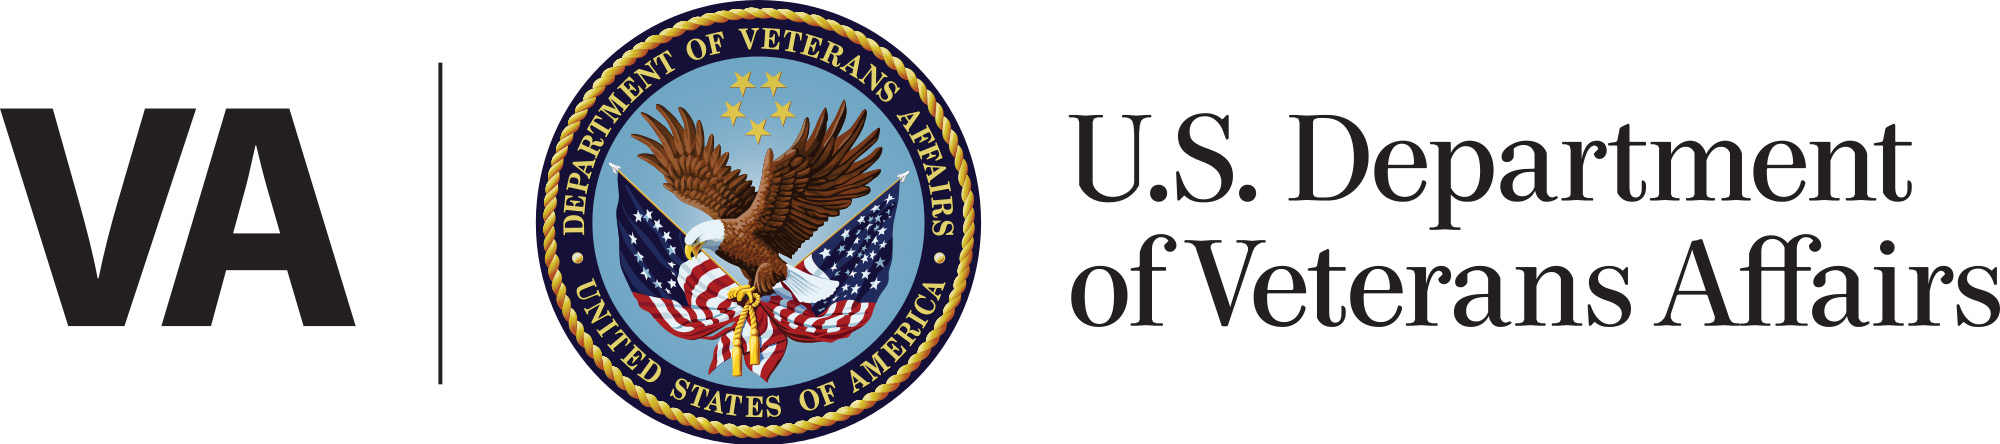 VA
DEPARTMENT OF VETERANS AFFAIRS
UNITED STATES OF AMERICA
U.S. Department
of Veterans Affairs